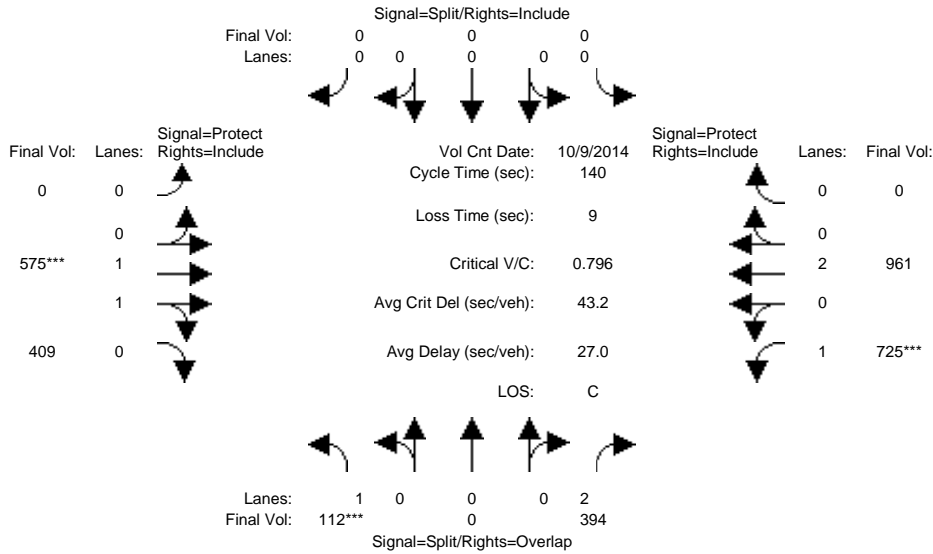 Signal=Split/Rights=Include
Final Vol: 0 0 0
Lanes: 0 0 0 0 0
Signal=Protect Signal=Protect
Final Vol: Lanes: Rights=Include Vol Cnt Date: 10/9/2014 Rights=Include Lanes: Final Vol:
Cycle Time (sec): 140
0 0 0 0
Loss Time (sec): 9
0 0
575*** 1 Critical V/C: 0.796 2 961
1 Avg Crit Del (sec/veh): 43.2 0
409 0 Avg Delay (sec/veh): 27.0 1 725***
LOS: C
Lanes: 1 0 0 0 2
Final Vol: 112*** 0 394
Signal=Split/Rights=Overlap